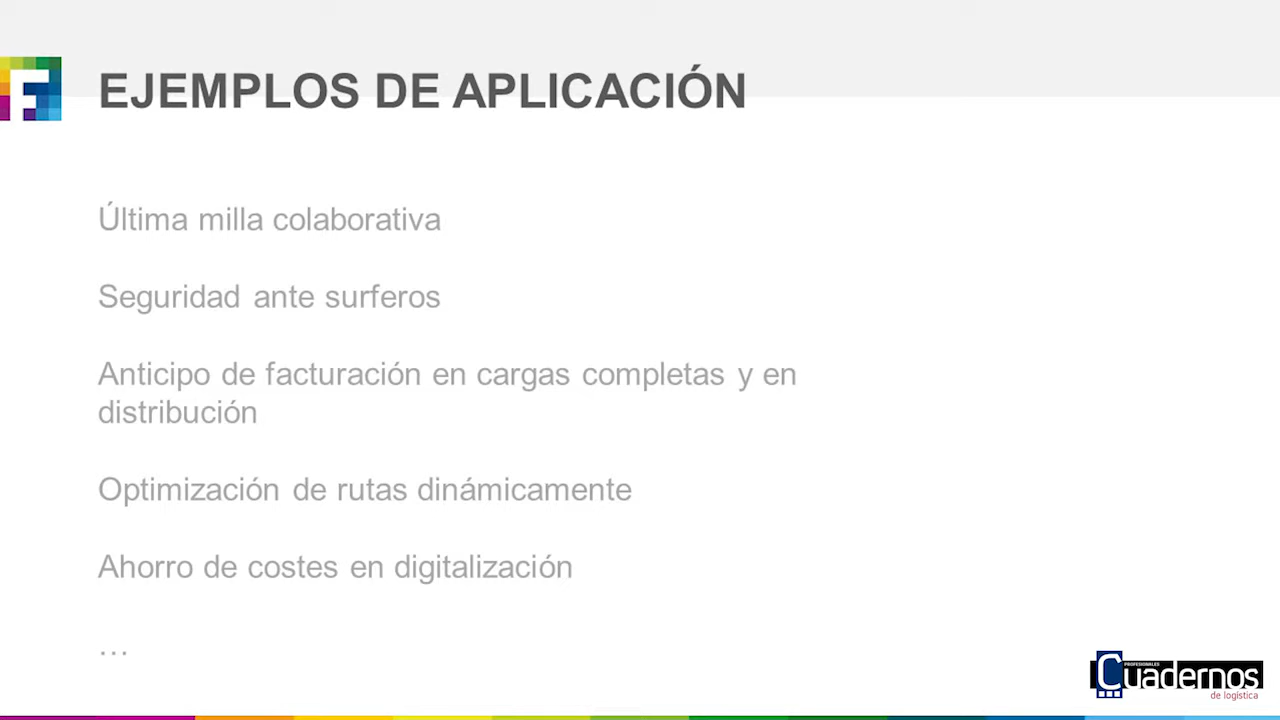 EJEMPLOS DE APLICACIÓN
Última milla colaborativa
Seguridad ante surferos
Anticipo de facturación en cargas completas y en
distribución
Optimización de rutas dinámicamente
Ahorro de costes en digitalización
…
PROFESIONALES
Cuadernos
de logística